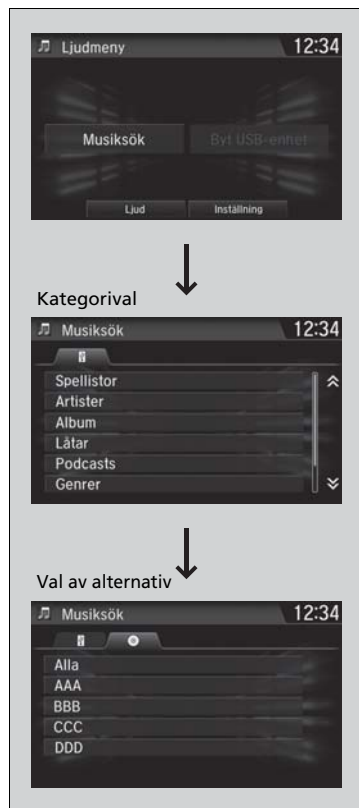 Ljudmeny 12:34
Musiksök Byt USB-enhet
Ljud Inställning
Kategorival
Musiksök 12:34
Spellistor
Artister
Album
Låtar
Podcasts
Genrer
Val av alternativ
Musiksök 12:34
Alla
AAA
BBB
CCC
DDD